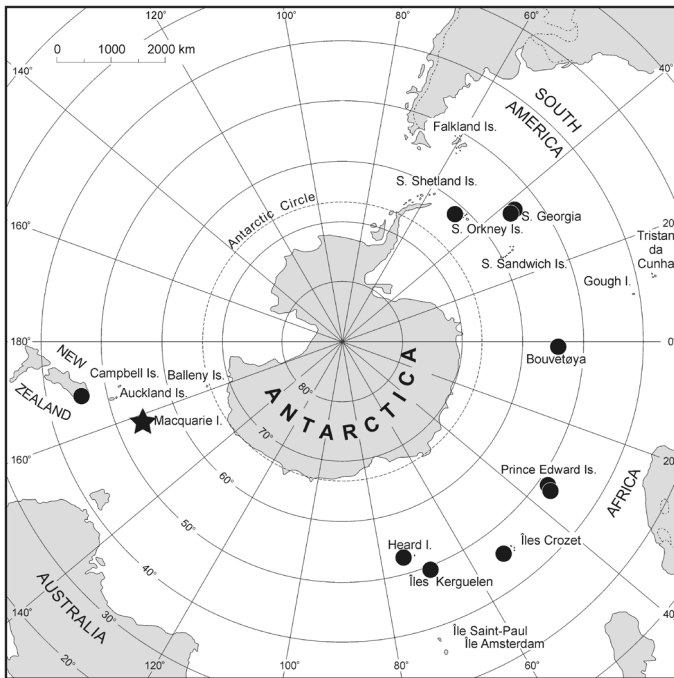 120°
100°
80°
60°
0 1000 2000 km
140°
40°
SOUTH
AMERICA
Falkland Is.
S. Shetland Is.
Antarctic Circle
160°
20°
S. Georgia
S. Orkney Is.
Tristan
da
Cunha
S. Sandwich Is.
Gough I.
180°
0°
NEW
ZEALAND
Campbell Is.
Balleny Is.
Auckland Is.
Macquarie I.
Bouvetøya
ANTARCTICA
80°
70°
60°
50°
40°
30°
20°
160°
20°
Prince Edward Is.
AFRICA
Heard I.
Îles Crozet
Îles Kerguelen
AUSTRALIA
Île Saint-Paul
Île Amsterdam
140°
40°
120°
100°
80°
60°